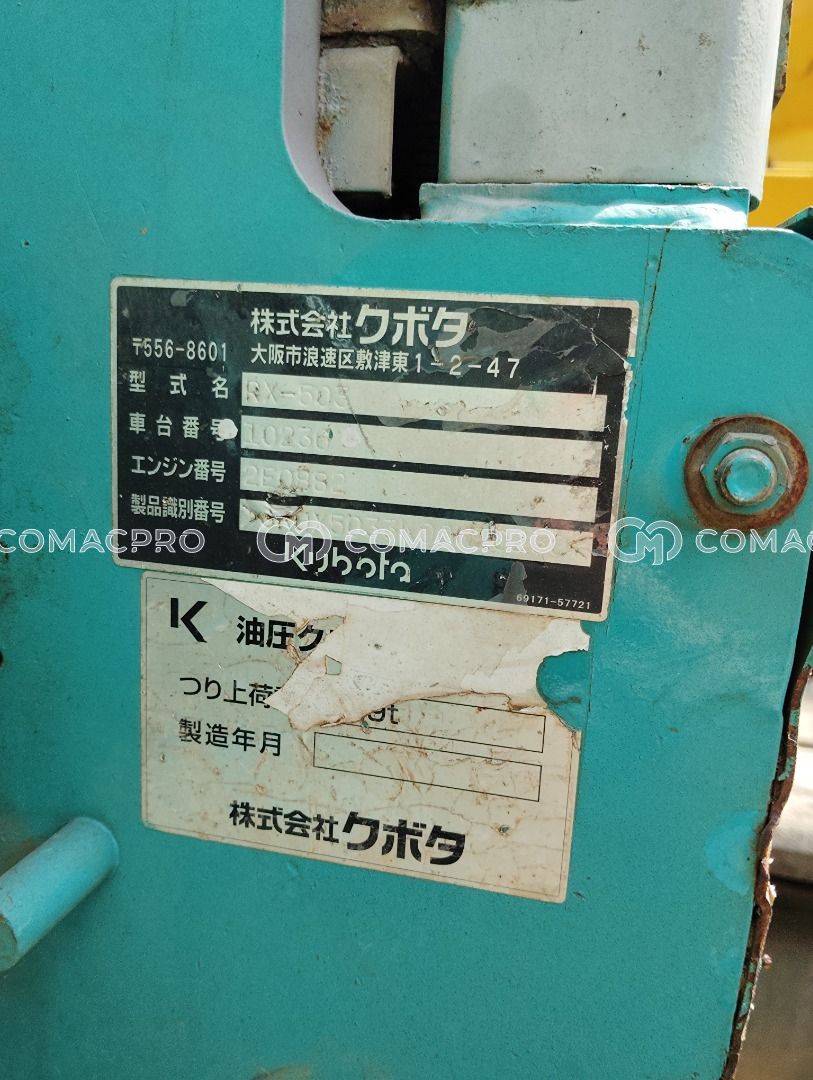 株式会社クボタ
〒556-8601 大阪市浪速区敷津東1-2-47
型式名 RX-503
車台番号 10236
エンジン番号 2E0882
製品識別番号
Kubota
69171-57721
K 油圧ク
つり上荷
9t
製造年月
株式会社クボタ
COMACPRO COMACPRO COMACPRO